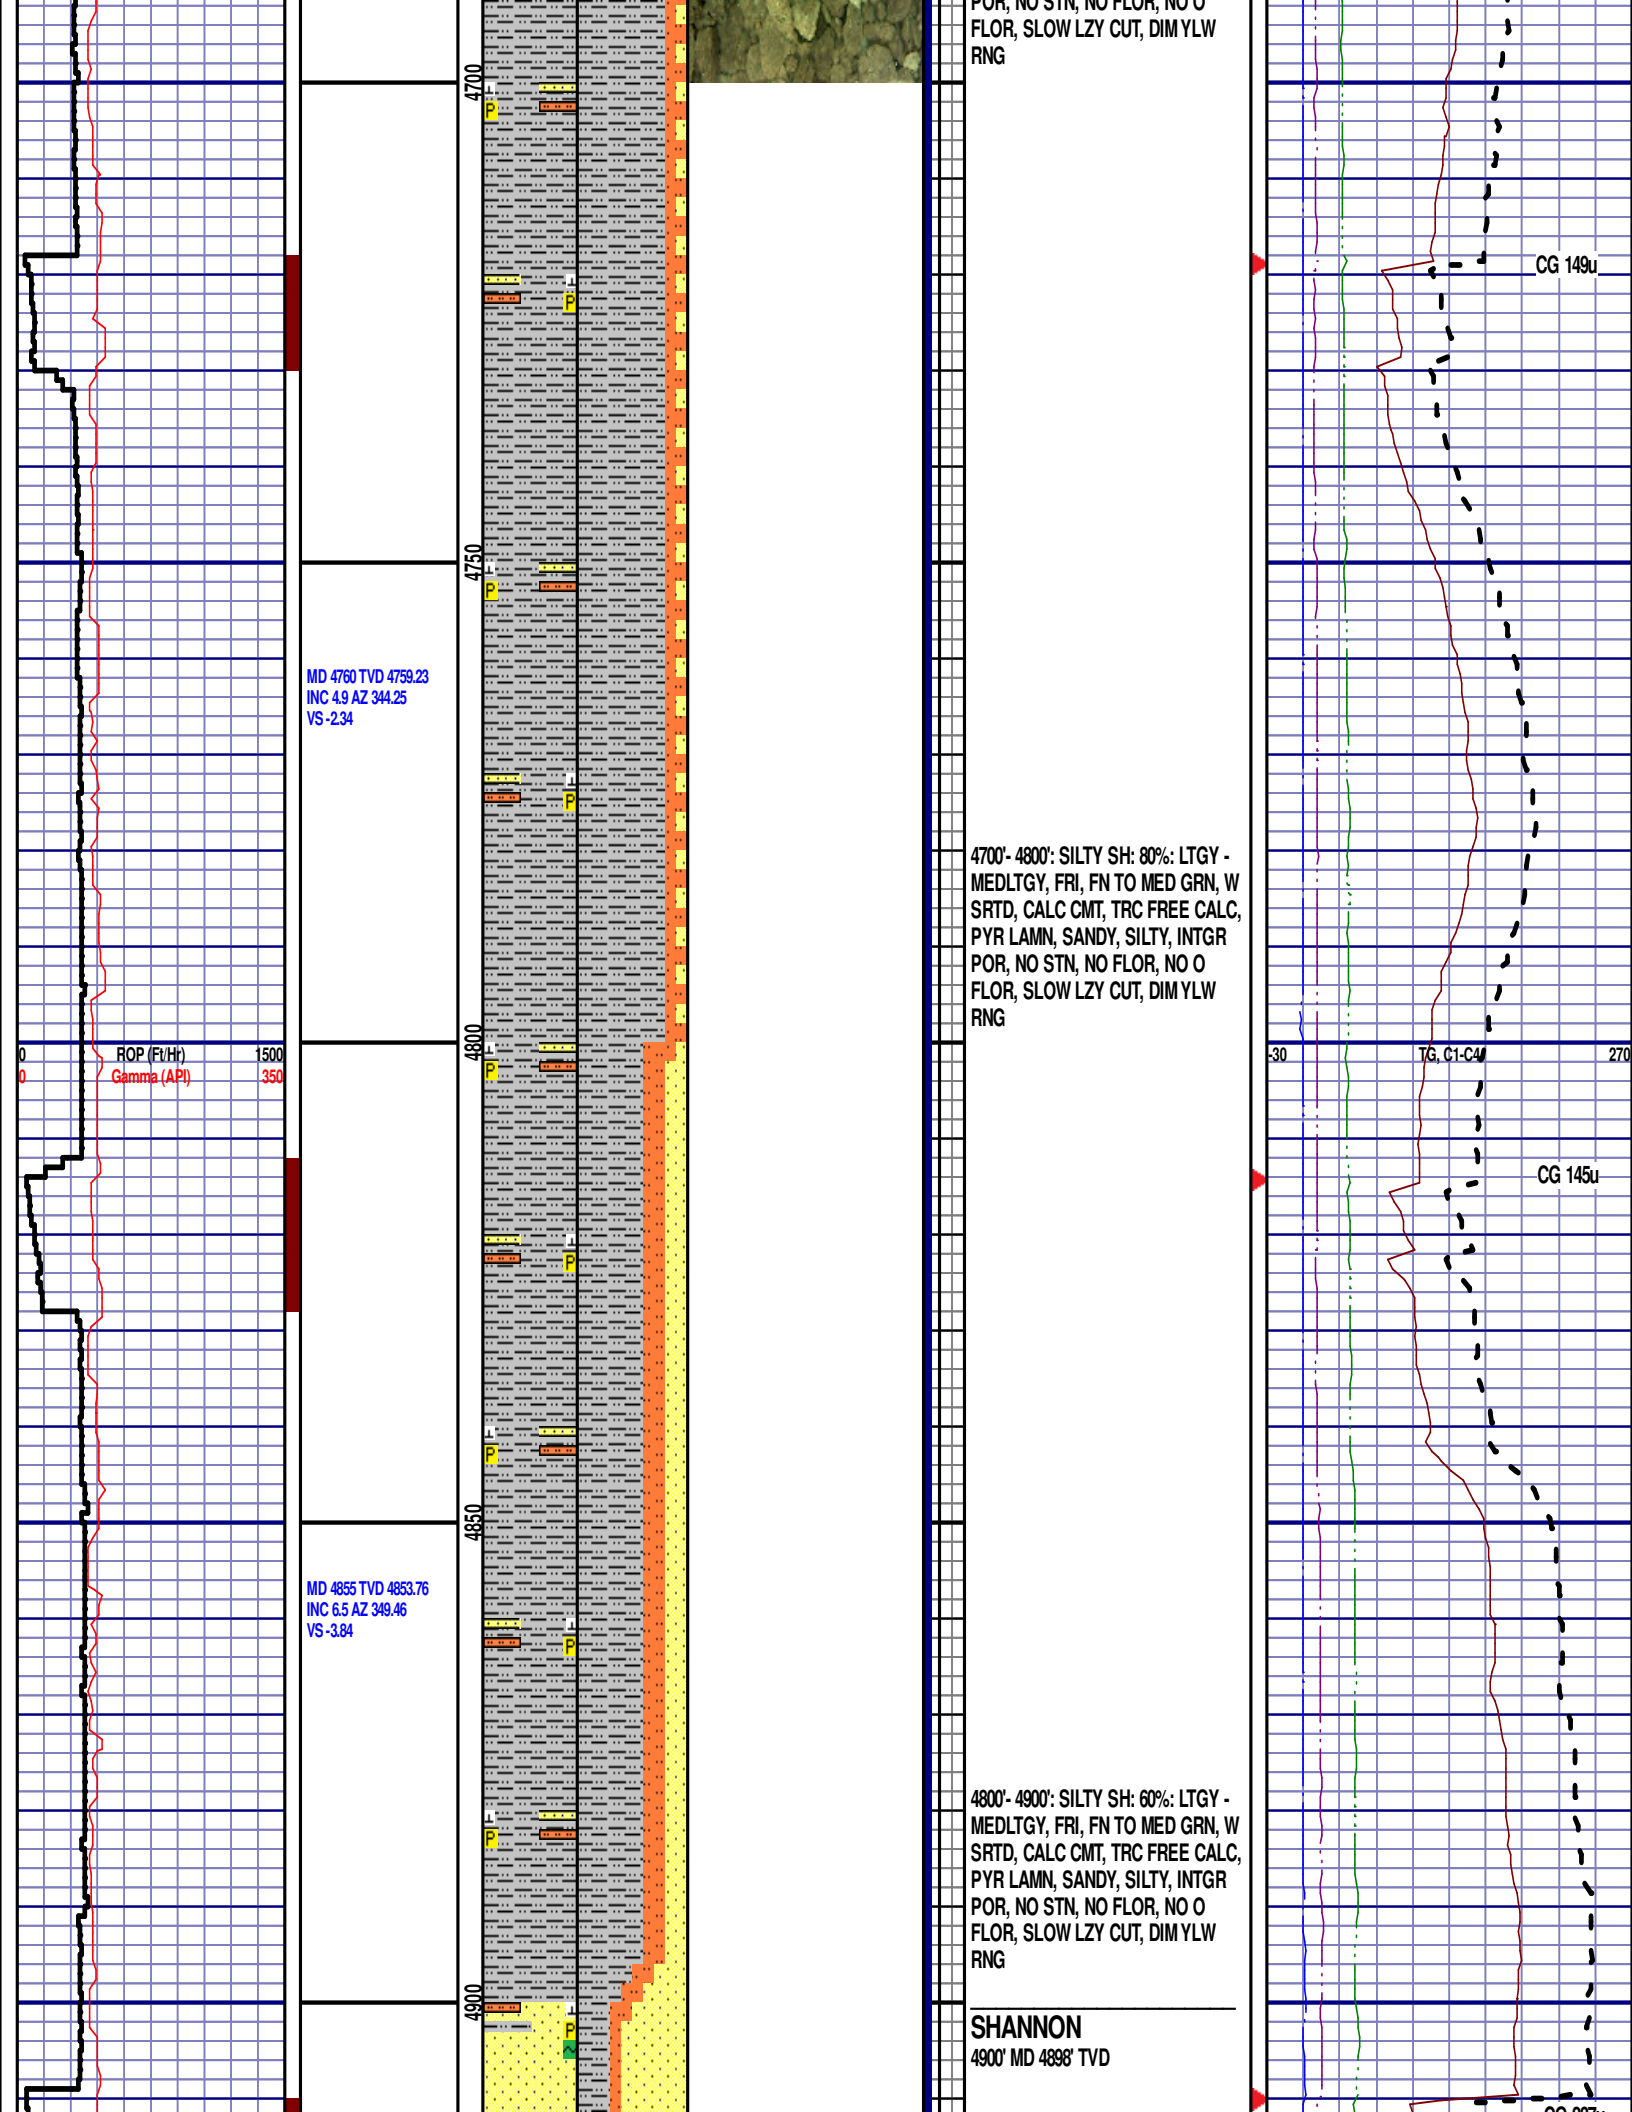 POR, NO STN, NO FLOR, NO O
FLOR, SLOW LZY CUT, DIM YLW
RNG
4700
P
CG 149u
P
4750
P
MD 4760 TVD 4759.23
INC 4.9 AZ 344.25
VS -2.34
P
4700'- 4800': SILTY SH: 80%: LTGY -
MEDLTGY, FRI, FN TO MED GRN, W
SRTD, CALC CMT, TRC FREE CALC,
PYR LAMN, SANDY, SILTY, INTGR
POR, NO STN, NO FLOR, NO O
FLOR, SLOW LZY CUT, DIM YLW
RNG
4800
0 ROP (Ft/Hr) 1500
0 Gamma (API) 350
-30 TG, C1-C4 270
P
CG 145u
P
P
4850
MD 4855 TVD 4853.76
INC 6.5 AZ 349.46
VS -3.84
P
4800'- 4900': SILTY SH: 60%: LTGY -
MEDLTGY, FRI, FN TO MED GRN, W
SRTD, CALC CMT, TRC FREE CALC,
PYR LAMN, SANDY, SILTY, INTGR
POR, NO STN, NO FLOR, NO O
FLOR, SLOW LZY CUT, DIM YLW
RNG
P
4900
P
SHANNON
4900' MD 4898' TVD